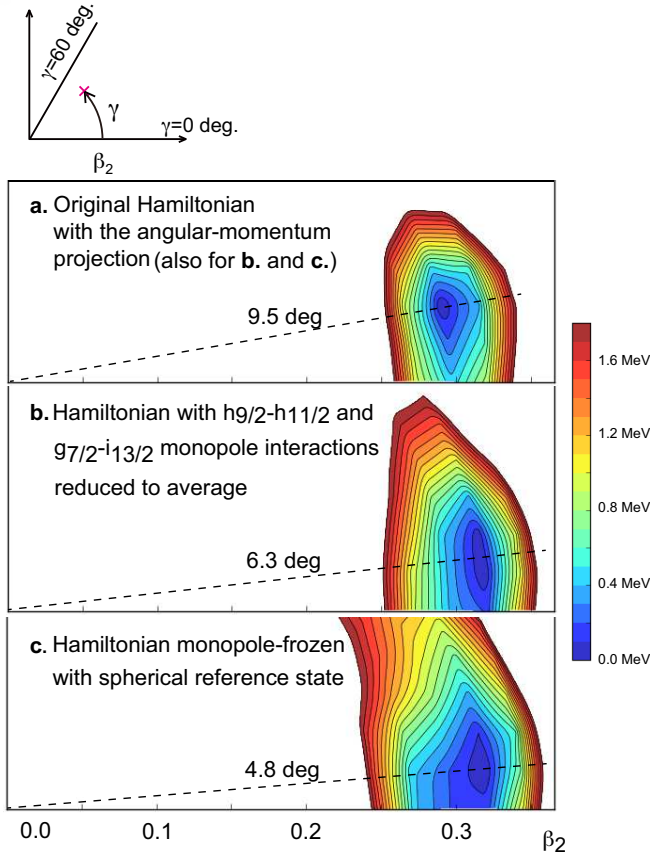 γ=60 deg.
γ
γ=0 deg.
β2
a. Original Hamiltonian
with the angular-momentum
projection (also for b. and c.)
9.5 deg
b. Hamiltonian with h9/2-h11/2 and
g7/2-i13/2 monopole interactions
reduced to average
6.3 deg
c. Hamiltonian monopole-frozen
with spherical reference state
4.8 deg
1.6 MeV
1.2 MeV
0.8 MeV
0.4 MeV
0.0 MeV
0.0 0.1 0.2 0.3 β2